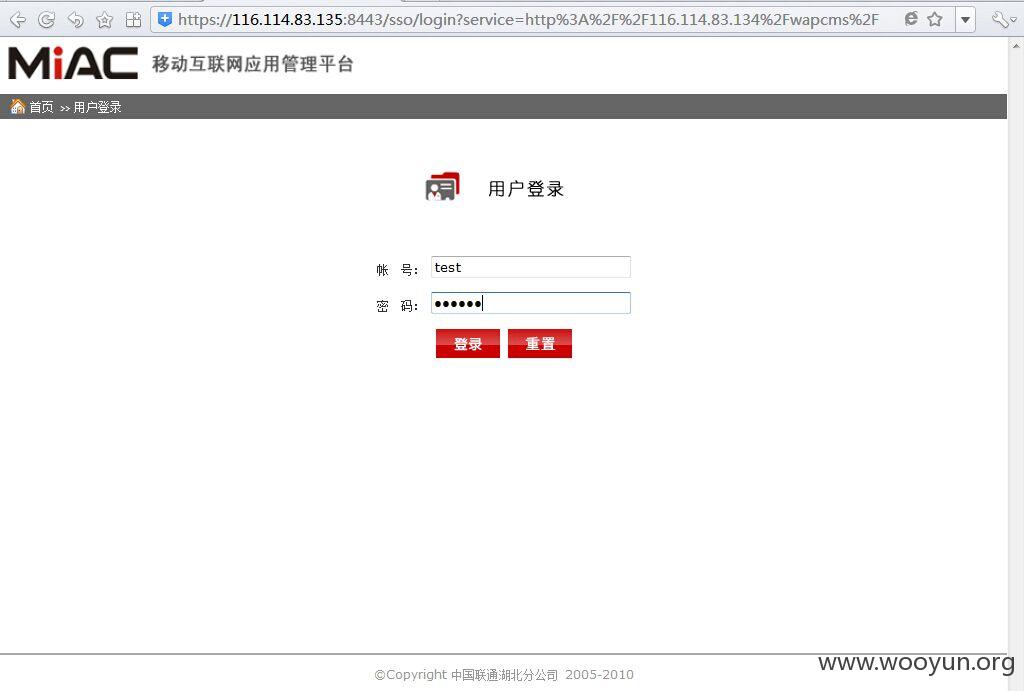 https://116.114.83.135:8443/sso/login?service=http%3A%2F%2F116.114.83.134%2Fwapcms%2F
MiAC 移动互联网应用管理平台
首页 >> 用户登录
用户登录
帐 号: test
密 码: ●●●●●●
登录 重置
www.wooyun.org
©Copyright 中国联通湖北分公司 2005-2010